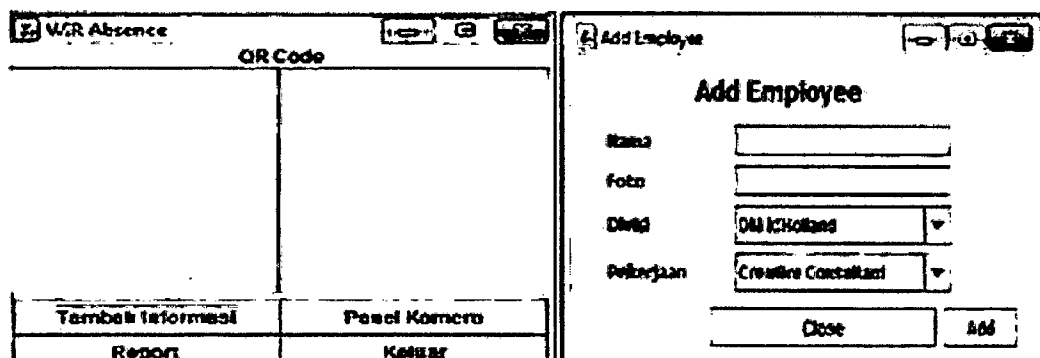 Absence
QR Code
Tambah Informasi
Panel Kamera
Report
Keluar
Add Employee
Add Employee
Nama
Foto
Divisi
Pekerjaan
Creative Consultant
Close
Add